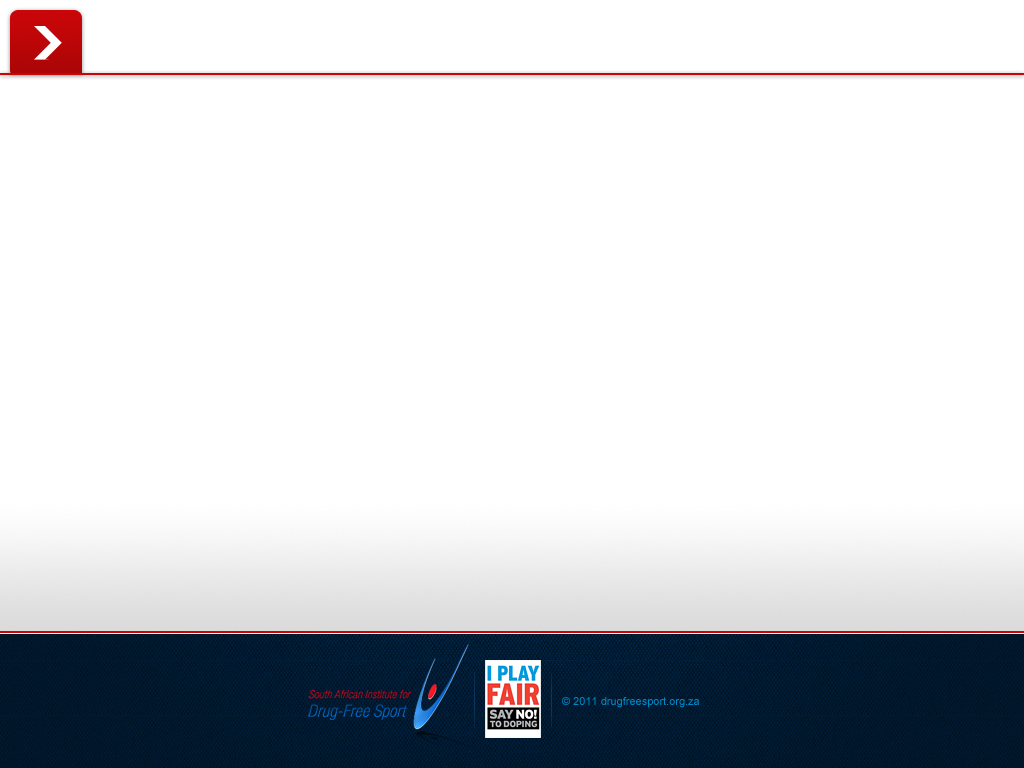 South African Institute for
Drug-Free Sport
I PLAY
FAIR
SAY NO!
TO DOPING
© 2011 drugfreesport.org.za